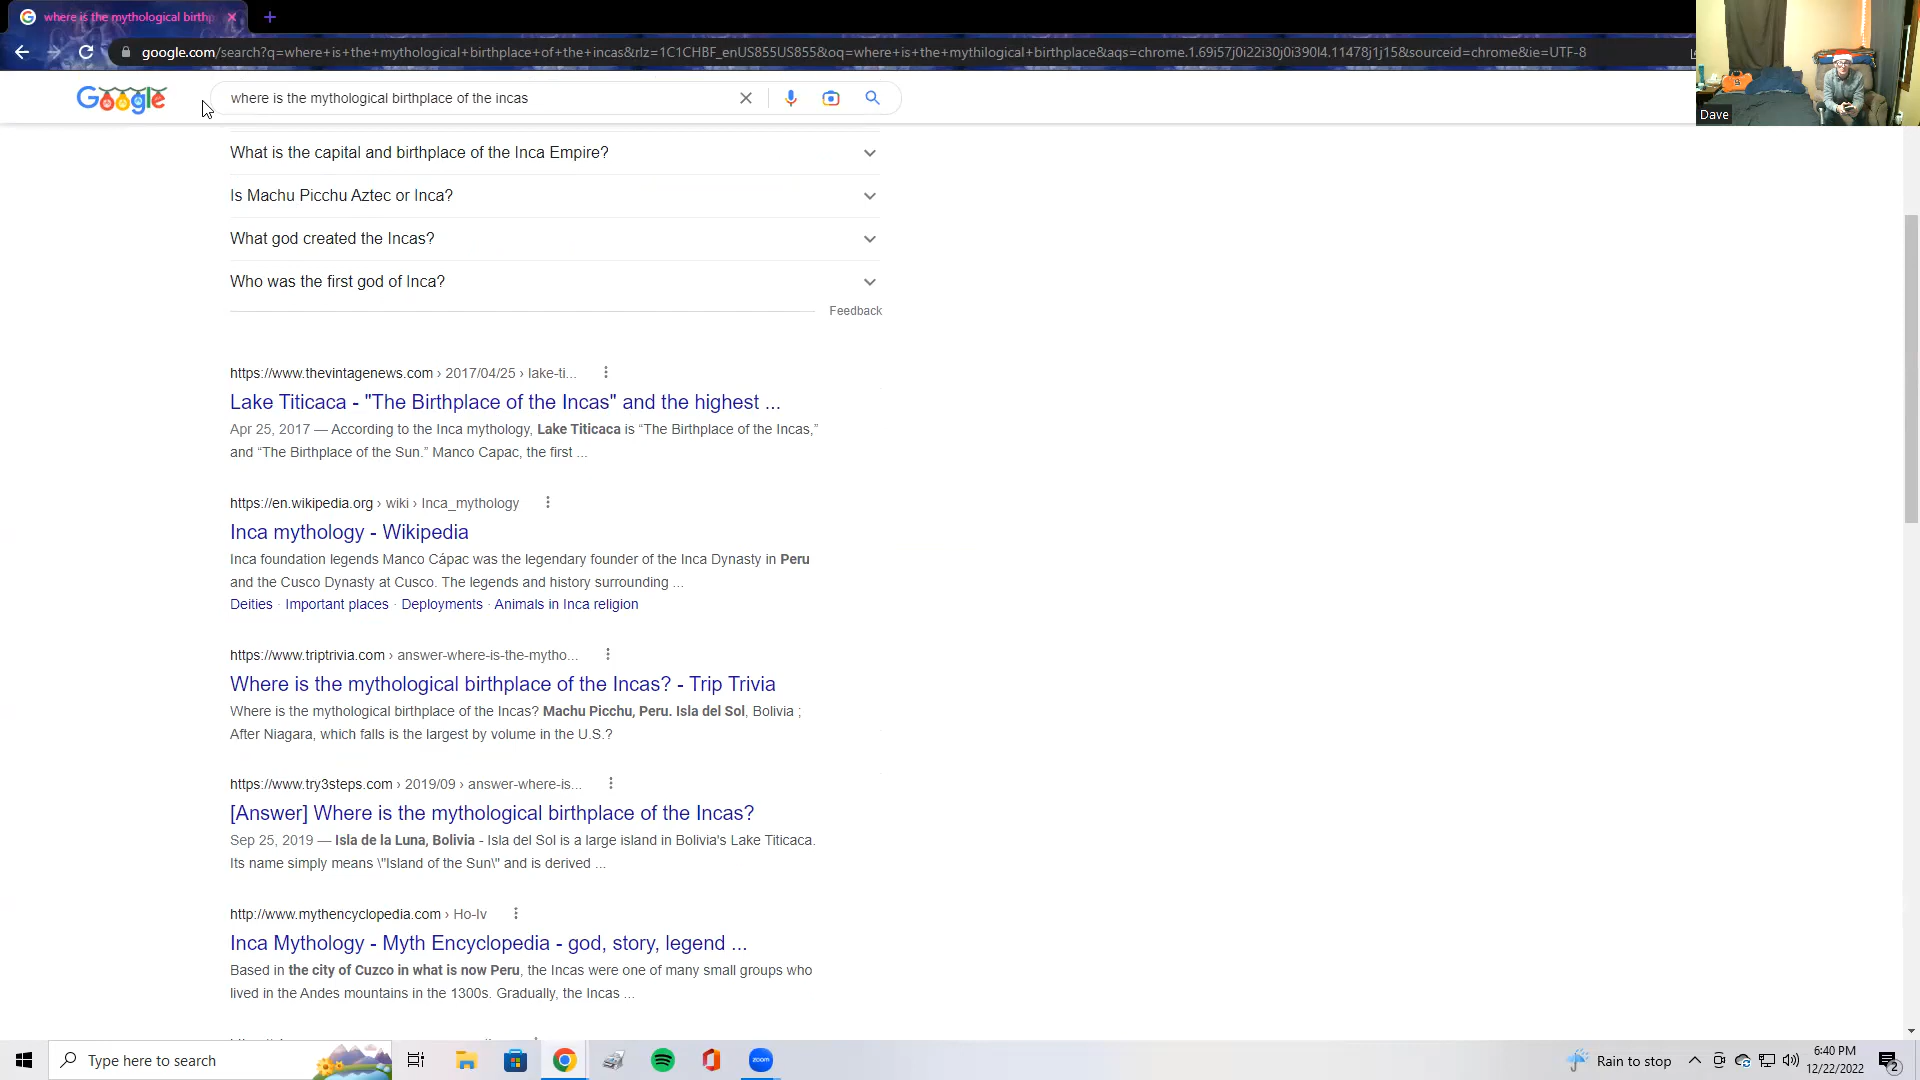 where is the mythological birthp
google.com/search?q=where+is+the+mythological+birthplace+of+the+incas&rlz=1C1CHBF_enUS855US855&oq=where+is+the+mythilogical+birthplace&aqs=chrome.1.69i57j0i22i30j0i390l4.11478j1j15&sourceid=chrome&ie=UTF-8
Dave
Google
where is the mythological birthplace of the incas
What is the capital and birthplace of the Inca Empire?
Is Machu Picchu Aztec or Inca?
What god created the Incas?
Who was the first god of Inca?
Feedback
https://www.thevintagenews.com › 2017/04/25 › lake-ti...
Lake Titicaca - "The Birthplace of the Incas" and the highest ...
Apr 25, 2017 — According to the Inca mythology, Lake Titicaca is “The Birthplace of the Incas,”
and “The Birthplace of the Sun.” Manco Capac, the first ...
https://en.wikipedia.org › wiki › Inca_mythology
Inca mythology - Wikipedia
Inca foundation legends Manco Cápac was the legendary founder of the Inca Dynasty in Peru
and the Cusco Dynasty at Cusco. The legends and history surrounding ...
Deities · Important places · Deployments · Animals in Inca religion
https://www.triptrivia.com › answer-where-is-the-mytho...
Where is the mythological birthplace of the Incas? - Trip Trivia
Where is the mythological birthplace of the Incas? Machu Picchu, Peru. Isla del Sol, Bolivia ;
After Niagara, which falls is the largest by volume in the U.S.?
https://www.try3steps.com › 2019/09 › answer-where-is...
[Answer] Where is the mythological birthplace of the Incas?
Sep 25, 2019 — Isla de la Luna, Bolivia - Isla del Sol is a large island in Bolivia's Lake Titicaca.
Its name simply means \"Island of the Sun\" and is derived ...
http://www.mythencyclopedia.com › Ho-Iv
Inca Mythology - Myth Encyclopedia - god, story, legend ...
Based in the city of Cuzco in what is now Peru, the Incas were one of many small groups who
lived in the Andes mountains in the 1300s. Gradually, the Incas ...
Type here to search
zoom
Rain to stop
6:40 PM
12/22/2022
2